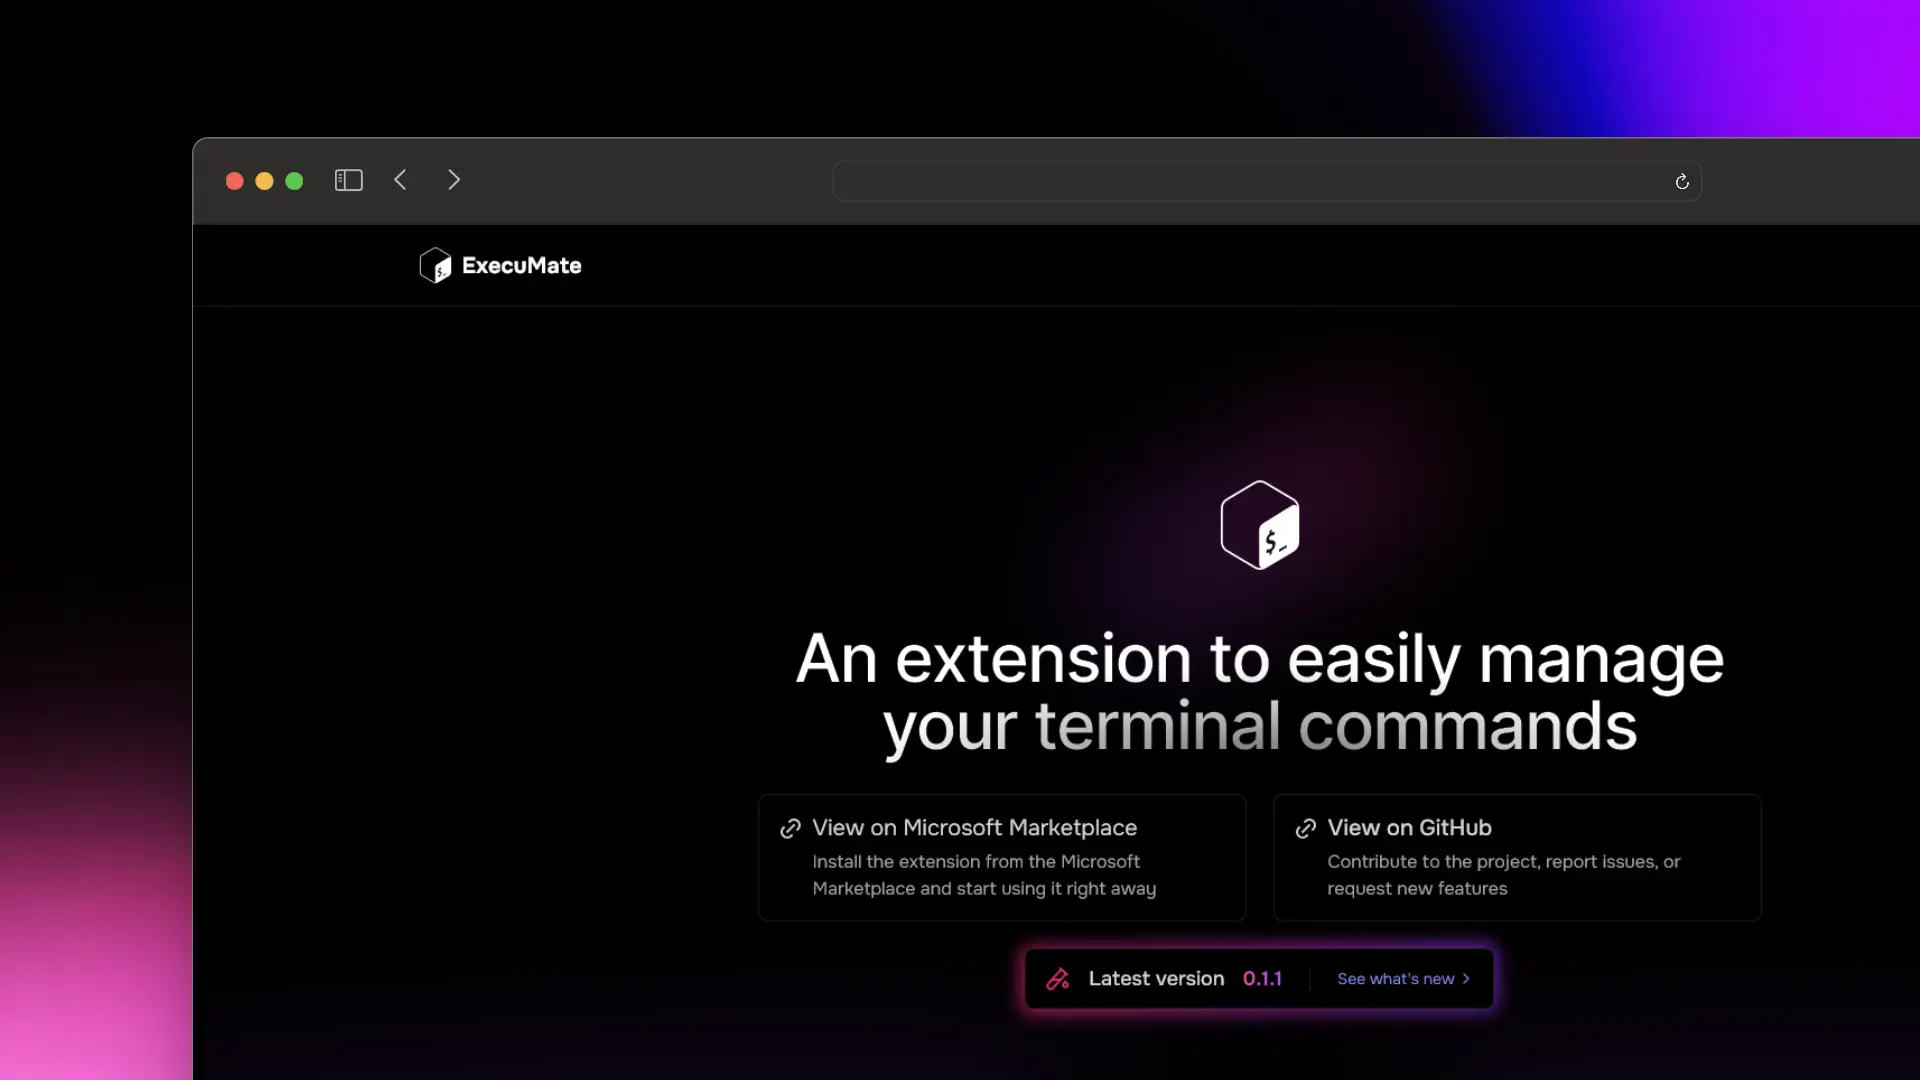 ExecuMate
$_
An extension to easily manage
your terminal commands
View on Microsoft Marketplace
Install the extension from the Microsoft
Marketplace and start using it right away
View on GitHub
Contribute to the project, report issues, or
request new features
Latest version 0.1.1
See what's new